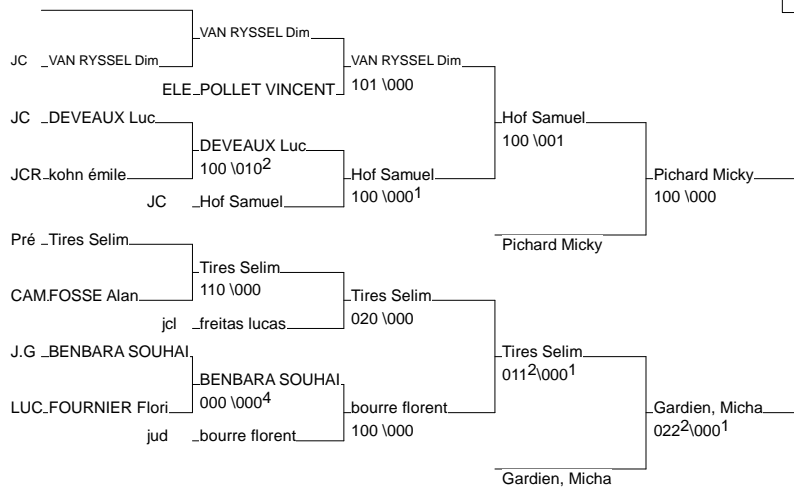 VAN RYSSEL Dim
JC VAN RYSSEL Dim VAN RYSSEL Dim
ELE POLLET VINCENT 101 \000
JC DEVEAUX Luc Hof Samuel
100 \001
DEVEAUX Luc
100 \010²
JCR kohn émile Hof Samuel Pichard Micky
100 \000¹ 100 \000
JC Hof Samuel
Pré Tires Selim Pichard Micky
Tires Selim
110 \000
CAM FOSSE Alan Tires Selim
020 \000
jcl freitas lucas
J.G BENBARA SOUHAI Tires Selim
011²\000¹
BENBARA SOUHAI
000 \000⁴
LUC FOURNIER Flori bourre florent Gardien, Micha
100 \000 022²\000¹
jud bourre florent
Gardien, Micha